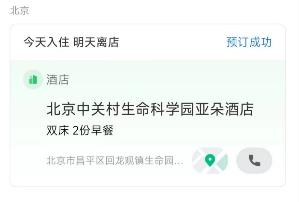 北京
今天入住 明天离店 预订成功
酒店
北京中关村生命科学园亚朵酒店
双床 2份早餐
北京市昌平区回龙观镇生命园...